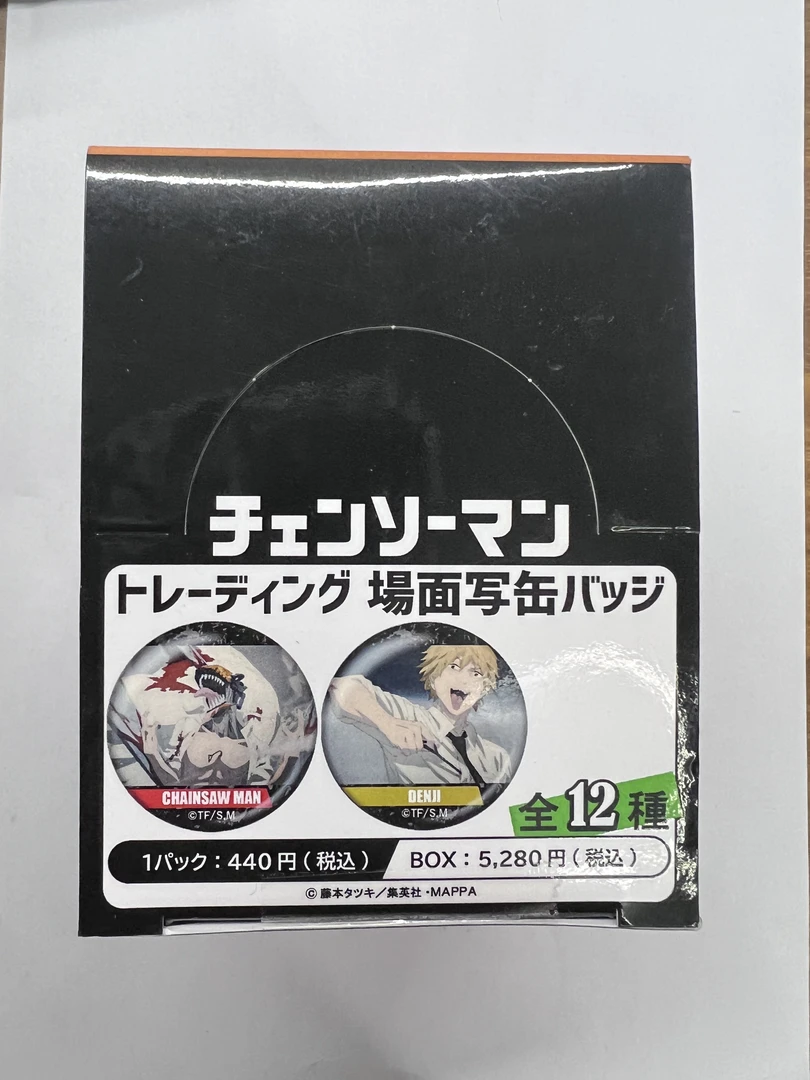 チェンソーマン
トレーディング 場面写缶バッジ
CHAINSAW MAN
©TF/S,M
DENJI
©TF/S,M
全12種
1パック：440円(税込)
BOX：5,280円(税込)
© 藤本タツキ／集英社・MAPPA